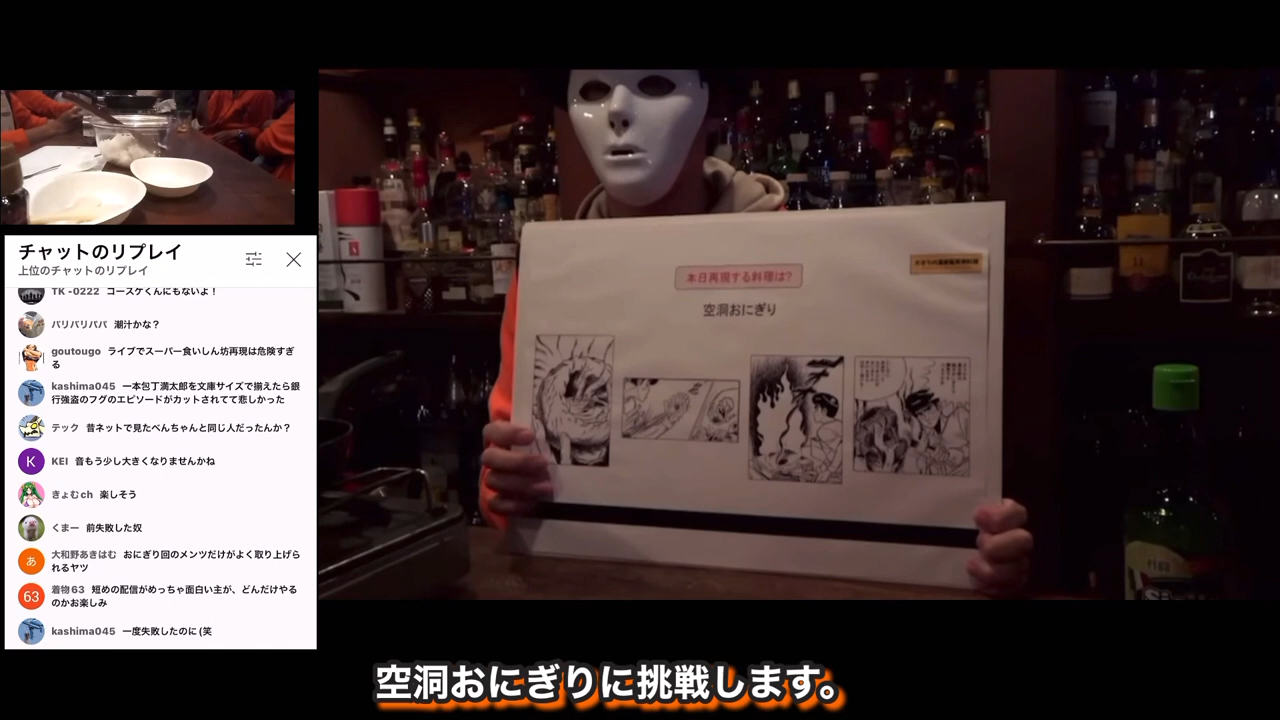 チャットのリプレイ
上位のチャットのリプレイ
TK -0222 コースケくんにもないよ！
パリパリパパ 潮汁かな？
goutougo ライブでスーパー食いしん坊再現は危険すぎ
る
kashima045 一本包丁満太郎を文庫サイズで揃えたら銀
行強盗のフグのエピソードがカットされてて悲しかった
テック 昔ネットで見たべんちゃんと同じ人だったんか？
K
KEI 音もう少し大きくなりませんかね
きょむch 楽しそう
くまー 前失敗した奴
あ
大和野あきはむ おにぎり回のメンツだけがよく取り上げら
れるヤツ
63
着物63 短めの配信がめっちゃ面白い主が、どんだけやる
のかお楽しみ
kashima045 一度失敗したのに(笑
本日再現する料理は?
空洞おにぎり
空洞おにぎりに挑戦します。